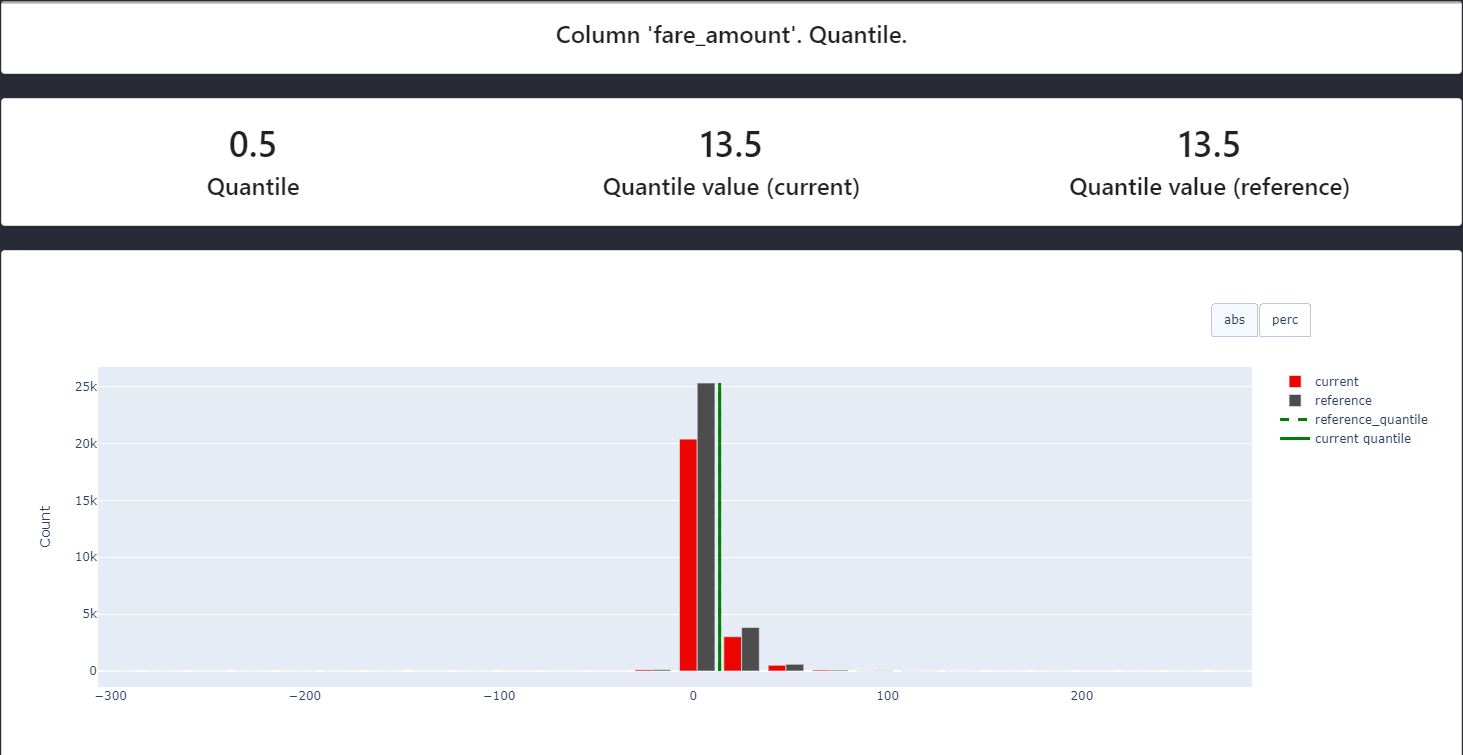 Column 'fare_amount'. Quantile.
0.5
Quantile
13.5
Quantile value (current)
13.5
Quantile value (reference)
abs
perc
25k
20k
15k
10k
5k
0
Count
−300
−200
−100
0
100
200
current
reference
reference_quantile
current quantile